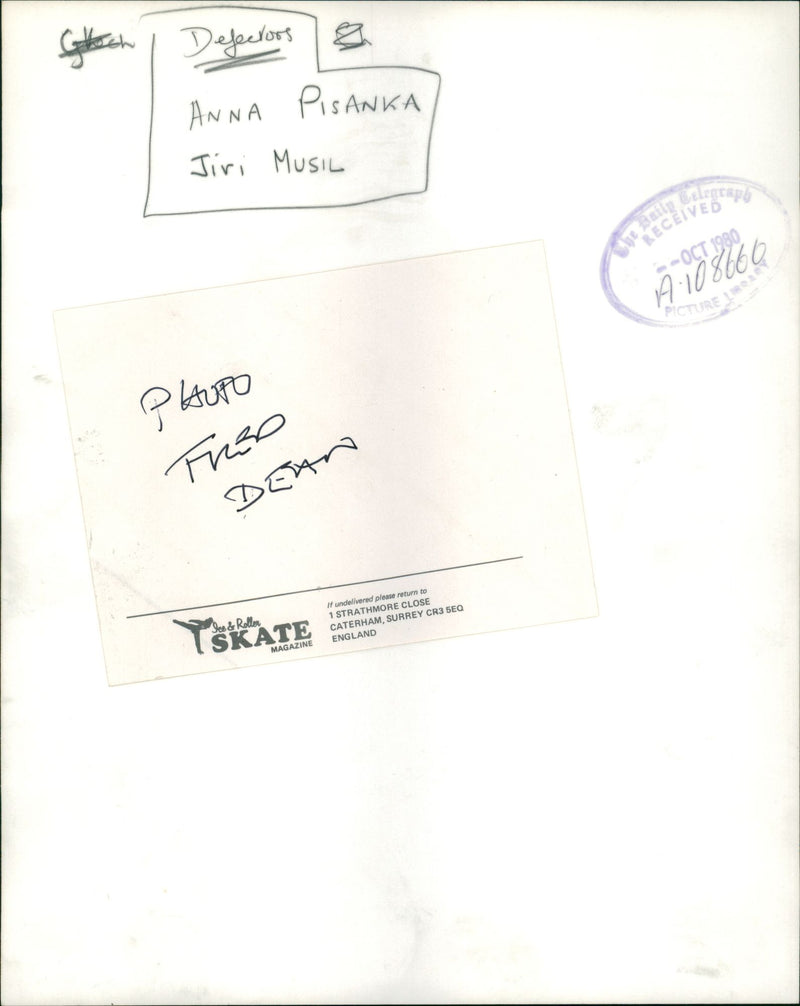 Defectors
ANNA PISANKA
Jiri MUSIL
The Daily Telegraph
RECEIVED
--OCT 1980
A·108660
PICTURE LIBRARY
PHOTO
FRED
DEAN
Ice & Roller
SKATE
MAGAZINE
If undelivered please return to
1 STRATHMORE CLOSE
CATERHAM, SURREY CR3 5EQ
ENGLAND